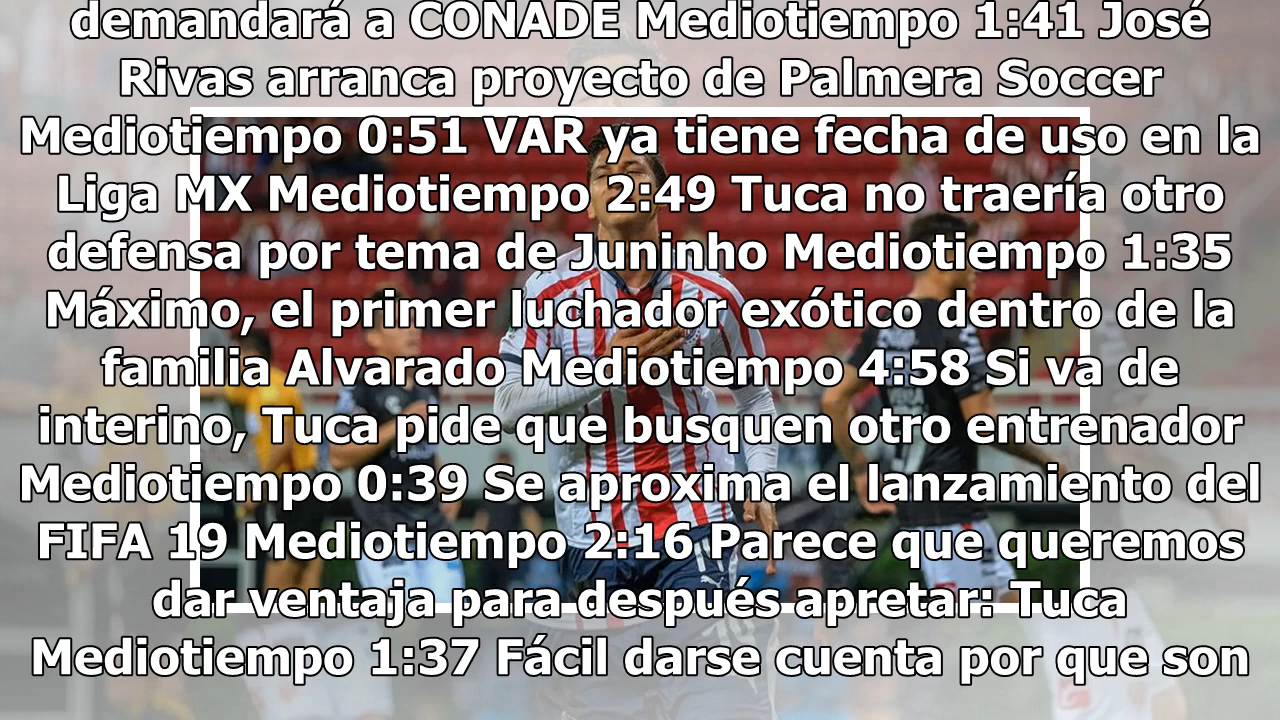 demandará a CONADE Mediotiempo 1:41 José
Rivas arranca proyecto de Palmera Soccer
Mediotiempo 0:51 VAR ya tiene fecha de uso en la
Liga MX Mediotiempo 2:49 Tuca no traería otro
defensa por tema de Juninho Mediotiempo 1:35
Máximo, el primer luchador exótico dentro de la
familia Alvarado Mediotiempo 4:58 Si va de
interino, Tuca pide que busquen otro entrenador
Mediotiempo 0:39 Se aproxima el lanzamiento del
FIFA 19 Mediotiempo 2:16 Parece que queremos
dar ventaja para después apretar: Tuca
Mediotiempo 1:37 Fácil darse cuenta por que son